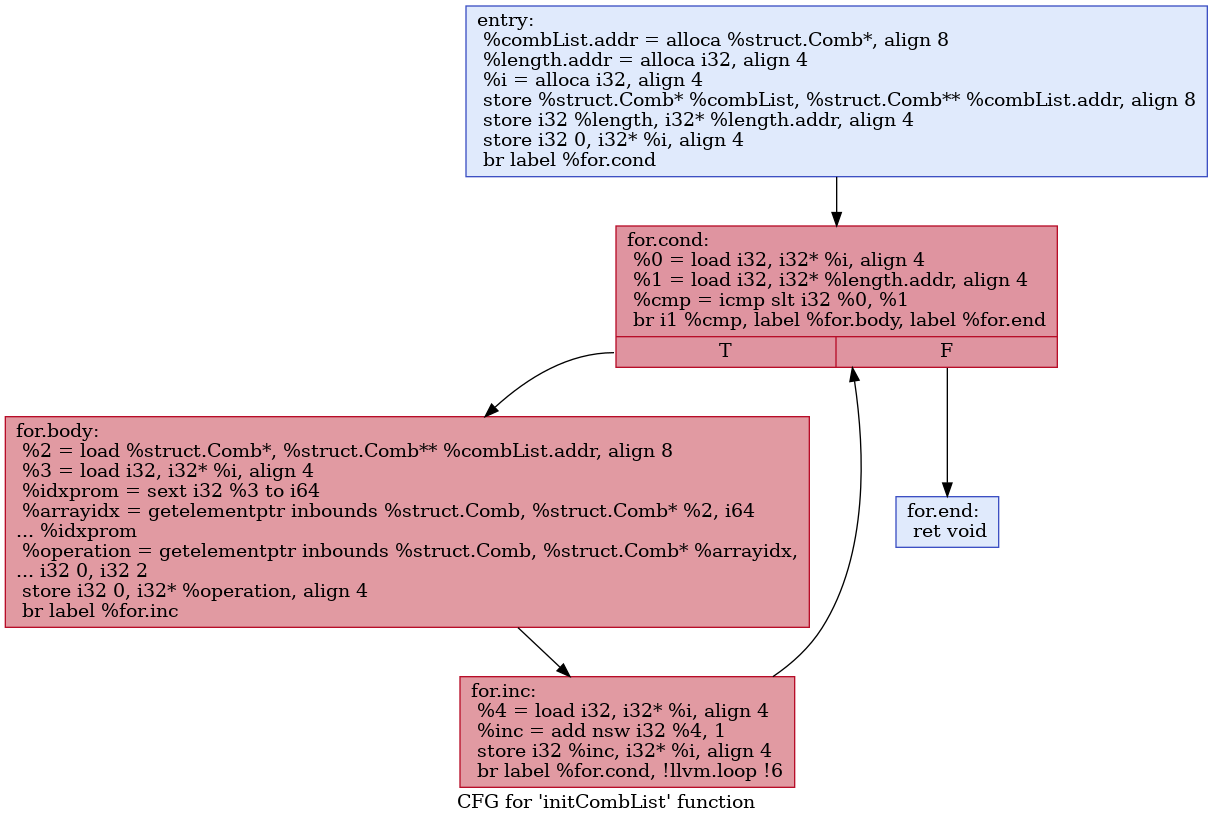 entry:
%combList.addr = alloca %struct.Comb*, align 8
%length.addr = alloca i32, align 4
%i = alloca i32, align 4
store %struct.Comb* %combList, %struct.Comb** %combList.addr, align 8
store i32 %length, i32* %length.addr, align 4
store i32 0, i32* %i, align 4
br label %for.cond
for.cond:
%0 = load i32, i32* %i, align 4
%1 = load i32, i32* %length.addr, align 4
%cmp = icmp slt i32 %0, %1
br i1 %cmp, label %for.body, label %for.end
T
F
for.body:
%2 = load %struct.Comb*, %struct.Comb** %combList.addr, align 8
%3 = load i32, i32* %i, align 4
%idxprom = sext i32 %3 to i64
%arrayidx = getelementptr inbounds %struct.Comb, %struct.Comb* %2, i64
... %idxprom
%operation = getelementptr inbounds %struct.Comb, %struct.Comb* %arrayidx,
... i32 0, i32 2
store i32 0, i32* %operation, align 4
br label %for.inc
for.end:
ret void
for.inc:
%4 = load i32, i32* %i, align 4
%inc = add nsw i32 %4, 1
store i32 %inc, i32* %i, align 4
br label %for.cond, !llvm.loop !6
CFG for 'initCombList' function